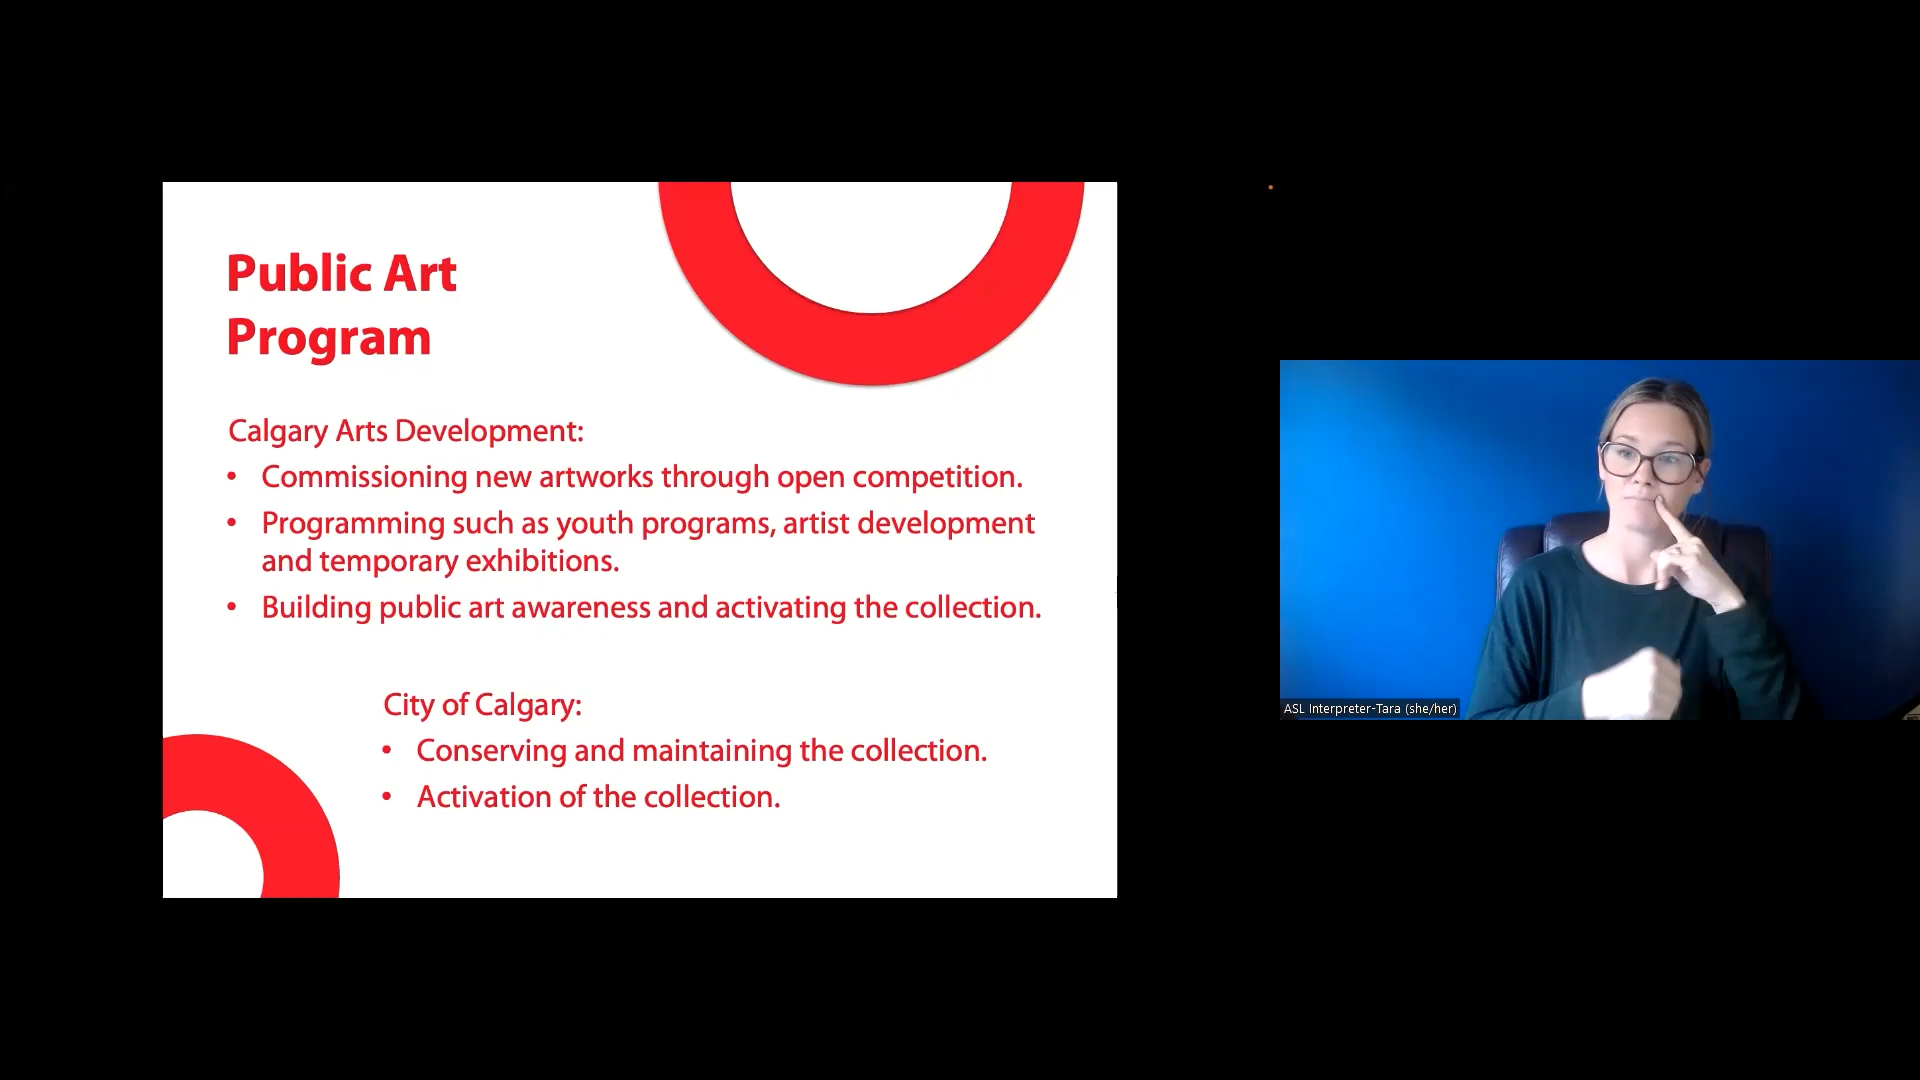 Public Art
Program
Calgary Arts Development:
• Commissioning new artworks through open competition.
• Programming such as youth programs, artist development
and temporary exhibitions.
• Building public art awareness and activating the collection.
City of Calgary:
• Conserving and maintaining the collection.
• Activation of the collection.
ASL Interpreter-Tara (she/her)